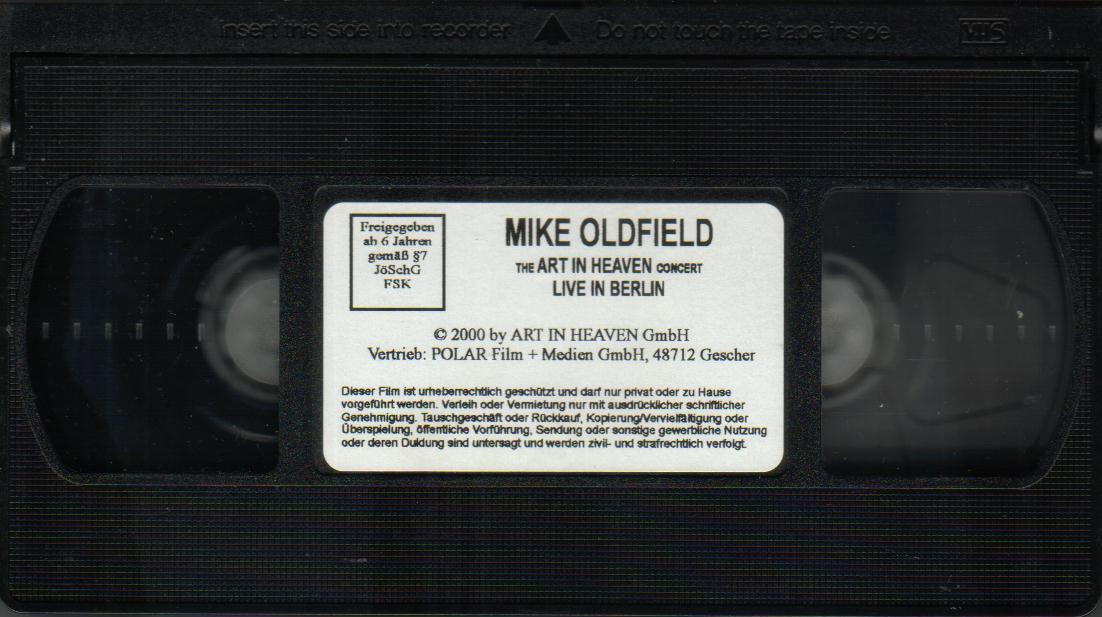 Insert this side into recorder Do not touch the tape inside VHS
Freigegeben
ab 6 Jahren
gemäß §7
JöSchG
FSK
MIKE OLDFIELD
THE ART IN HEAVEN CONCERT
LIVE IN BERLIN
© 2000 by ART IN HEAVEN GmbH
Vertrieb: POLAR Film + Medien GmbH, 48712 Gescher
Dieser Film ist urheberrechtlich geschützt und darf nur privat oder zu Hause
vorgeführt werden. Verleih oder Vermietung nur mit ausdrücklicher schriftlicher
Genehmigung. Tauschgeschäft oder Rückkauf, Kopierung/Vervielfältigung oder
Überspielung, öffentliche Vorführung, Sendung oder sonstige gewerbliche Nutzung
oder deren Duldung sind untersagt und werden zivil- und strafrechtlich verfolgt.